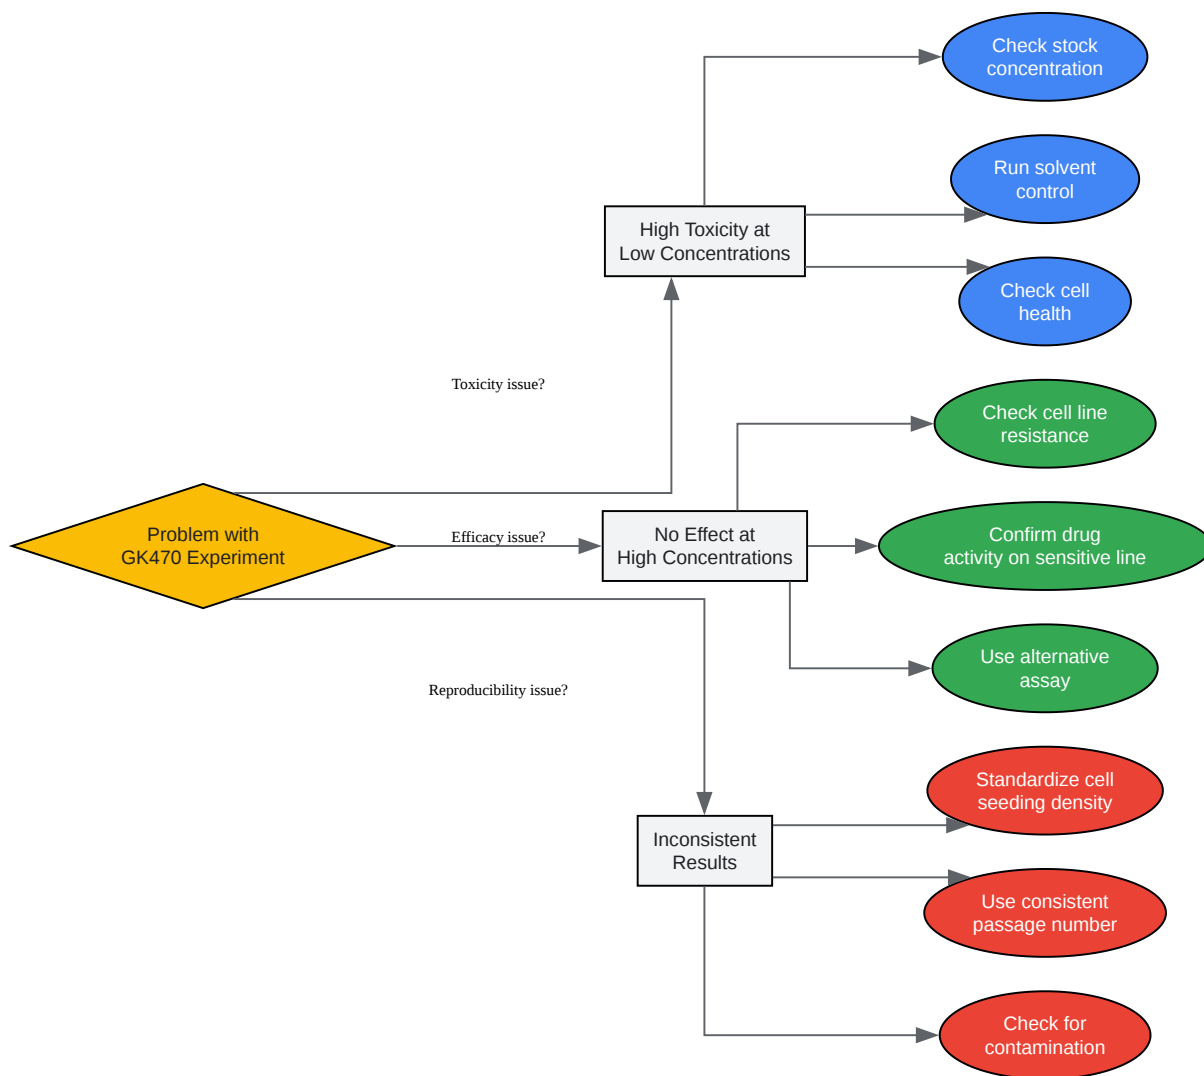 Check stock
concentration
Run solvent
control
High Toxicity at
Low Concentrations
Check cell
health
Toxicity issue?
Check cell line
resistance
Problem with
GK470 Experiment
Efficacy issue?
No Effect at
High Concentrations
Confirm drug
activity on sensitive line
Use alternative
assay
Reproducibility issue?
Standardize cell
seeding density
Inconsistent
Results
Use consistent
passage number
Check for
contamination